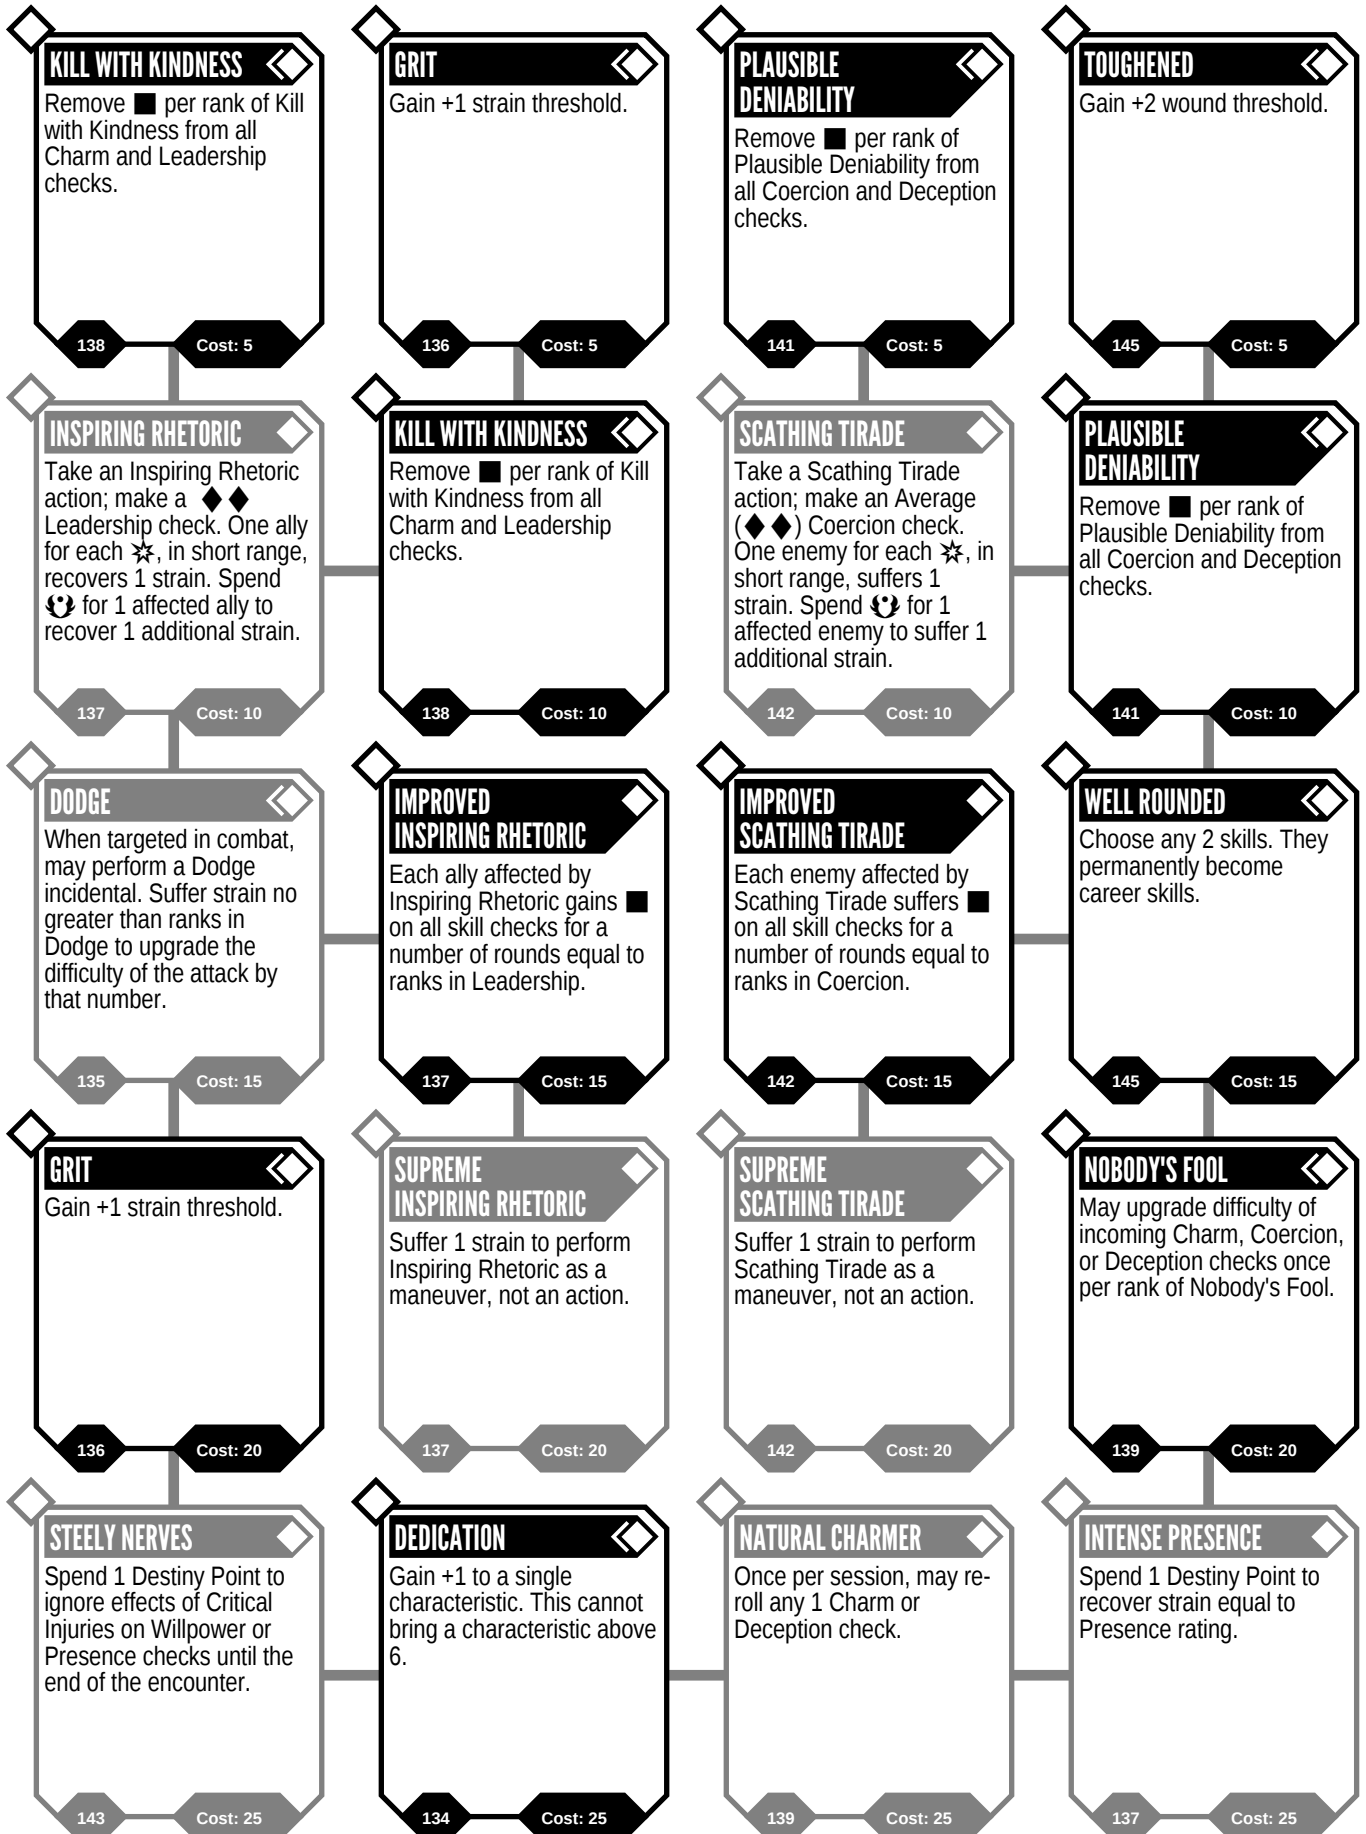 KILL WITH KINDNESS
Remove ■ per rank of Kill
with Kindness from all
Charm and Leadership
checks.
138
Cost: 5
GRIT
Gain +1 strain threshold.
136
Cost: 5
PLAUSIBLE
DENIABILITY
Remove ■ per rank of
Plausible Deniability from
all Coercion and Deception
checks.
141
Cost: 5
TOUGHENED
Gain +2 wound threshold.
145
Cost: 5
INSPIRING RHETORIC
Take an Inspiring Rhetoric
action; make a ◆◆
Leadership check. One ally
for each , in short range,
recovers 1 strain. Spend
for 1 affected ally to
recover 1 additional strain.
137
Cost: 10
KILL WITH KINDNESS
Remove ■ per rank of Kill
with Kindness from all
Charm and Leadership
checks.
138
Cost: 10
SCATHING TIRADE
Take a Scathing Tirade
action; make an Average
(◆◆) Coercion check.
One enemy for each , in
short range, suffers 1
strain. Spend for 1
affected enemy to suffer 1
additional strain.
142
Cost: 10
PLAUSIBLE
DENIABILITY
Remove ■ per rank of
Plausible Deniability from
all Coercion and Deception
checks.
141
Cost: 10
DODGE
When targeted in combat,
may perform a Dodge
incidental. Suffer strain no
greater than ranks in
Dodge to upgrade the
difficulty of the attack by
that number.
135
Cost: 15
IMPROVED
INSPIRING RHETORIC
Each ally affected by
Inspiring Rhetoric gains ■
on all skill checks for a
number of rounds equal to
ranks in Leadership.
137
Cost: 15
IMPROVED
SCATHING TIRADE
Each enemy affected by
Scathing Tirade suffers ■
on all skill checks for a
number of rounds equal to
ranks in Coercion.
142
Cost: 15
WELL ROUNDED
Choose any 2 skills. They
permanently become
career skills.
145
Cost: 15
GRIT
Gain +1 strain threshold.
136
Cost: 20
SUPREME
INSPIRING RHETORIC
Suffer 1 strain to perform
Inspiring Rhetoric as a
maneuver, not an action.
137
Cost: 20
SUPREME
SCATHING TIRADE
Suffer 1 strain to perform
Scathing Tirade as a
maneuver, not an action.
142
Cost: 20
NOBODY'S FOOL
May upgrade difficulty of
incoming Charm, Coercion,
or Deception checks once
per rank of Nobody's Fool.
139
Cost: 20
STEELY NERVES
Spend 1 Destiny Point to
ignore effects of Critical
Injuries on Willpower or
Presence checks until the
end of the encounter.
143
Cost: 25
DEDICATION
Gain +1 to a single
characteristic. This cannot
bring a characteristic above
6.
134
Cost: 25
NATURAL CHARMER
Once per session, may re-
roll any 1 Charm or
Deception check.
139
Cost: 25
INTENSE PRESENCE
Spend 1 Destiny Point to
recover strain equal to
Presence rating.
137
Cost: 25